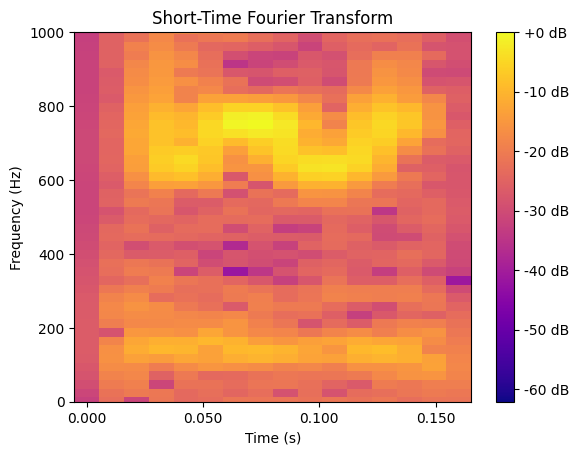 Short-Time Fourier Transform
Frequency (Hz)
1000
800
600
400
200
0
0.000
0.050
0.100
0.150
Time (s)
+0 dB
-10 dB
-20 dB
-30 dB
-40 dB
-50 dB
-60 dB